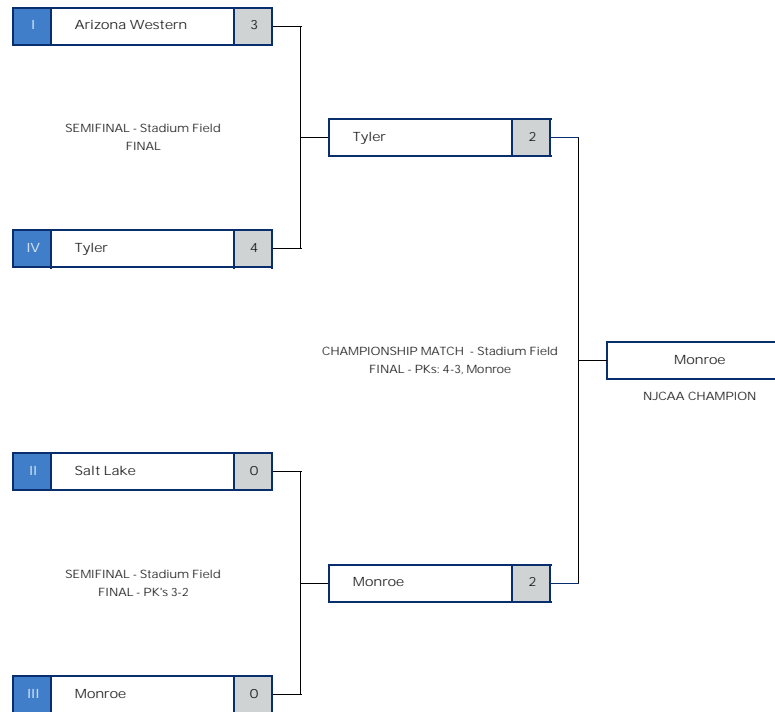 I Arizona Western 3
SEMIFINAL - Stadium Field
FINAL
Tyler 2
IV Tyler 4
CHAMPIONSHIP MATCH - Stadium Field
FINAL - PKs: 4-3, Monroe
Monroe
NJCAA CHAMPION
II Salt Lake 0
SEMIFINAL - Stadium Field
FINAL - PK's 3-2
Monroe 2
III Monroe 0